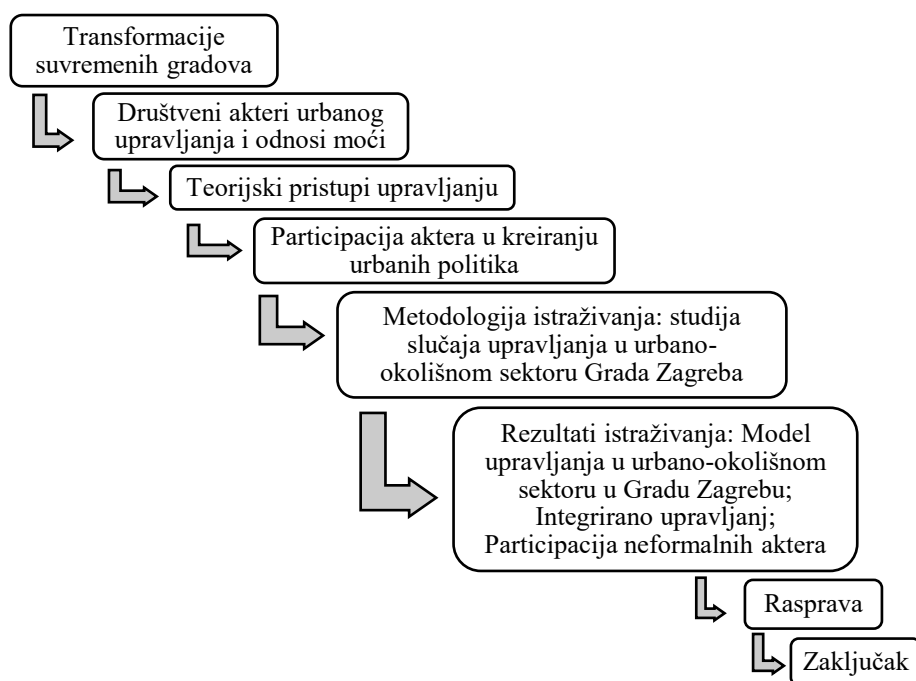 Transformacije
suvremenih gradova
Društveni akteri urbanog
upravljanja i odnosi moći
Teorijski pristupi upravljanju
Participacija aktera u kreiranju
urbanih politika
Metodologija istraživanja: studija
slučaja upravljanja u urbano-
okolišnom sektoru Grada Zagreba
Rezultati istraživanja: Model
upravljanja u urbano-okolišnom
sektoru u Gradu Zagrebu;
Integrirano upravljanj;
Participacija neformalnih aktera
Rasprava
Zaključak